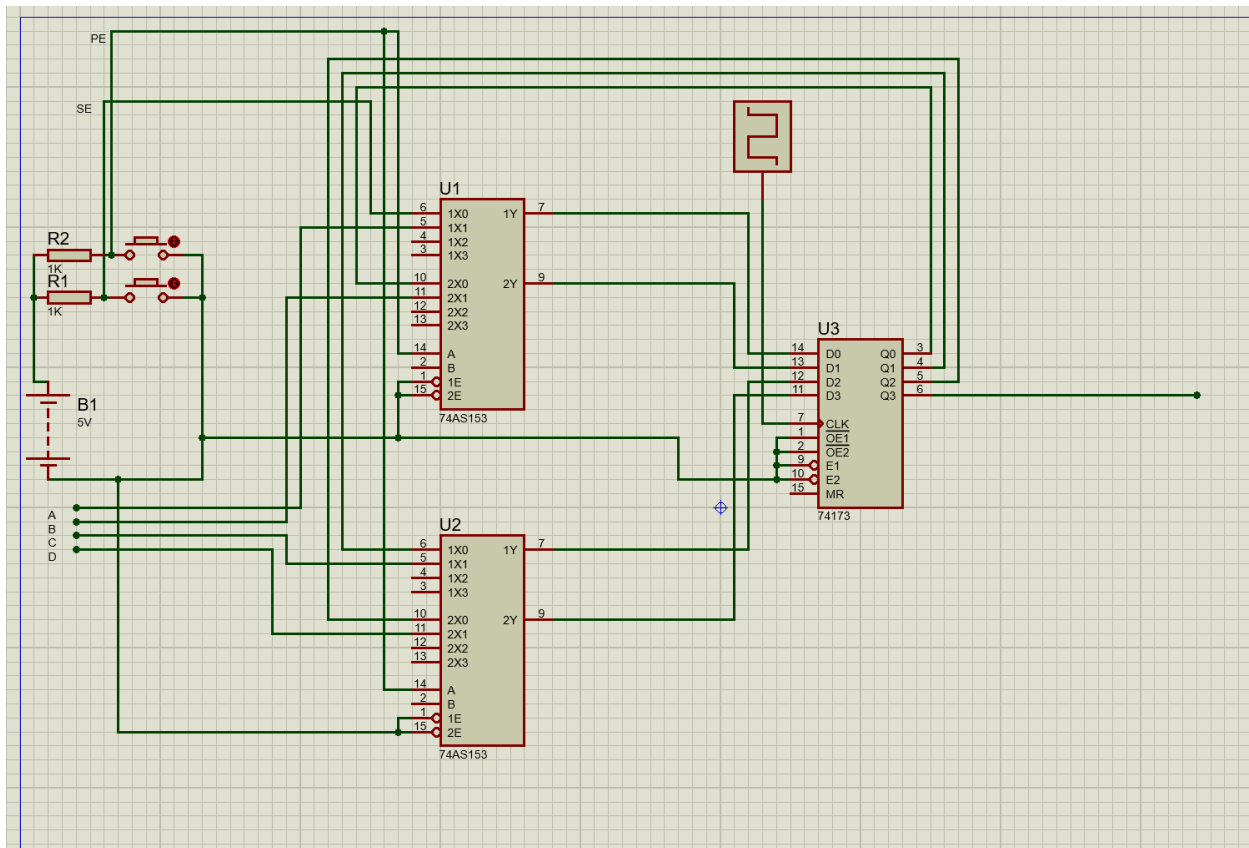 PE
SE
U1
6 1X0 1Y 7
5 1X1
4 1X2
3 1X3
10 2X0 2Y 9
11 2X1
12 2X2
13 2X3
14 A
2 B
1 1E
15 2E
74AS153
R2
1K
R1
1K
B1
5V
U3
14 D0 Q0 3
13 D1 Q1 4
12 D2 Q2 5
11 D3 Q3 6
7 CLK
1 OE1
2 OE2
9 E1
10 E2
15 MR
74173
A
B
C
D
U2
6 1X0 1Y 7
5 1X1
4 1X2
3 1X3
10 2X0 2Y 9
11 2X1
12 2X2
13 2X3
14 A
2 B
1 1E
15 2E
74AS153